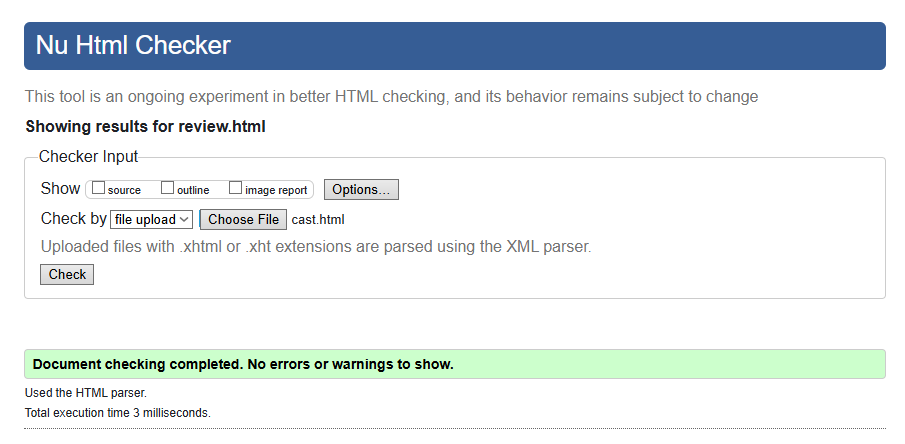 Nu Html Checker
This tool is an ongoing experiment in better HTML checking, and its behavior remains subject to change
Showing results for review.html
Checker Input
Show source outline image report Options...
Check by file upload Choose File cast.html
Uploaded files with .xhtml or .xht extensions are parsed using the XML parser.
Check
Document checking completed. No errors or warnings to show.
Used the HTML parser.
Total execution time 3 milliseconds.